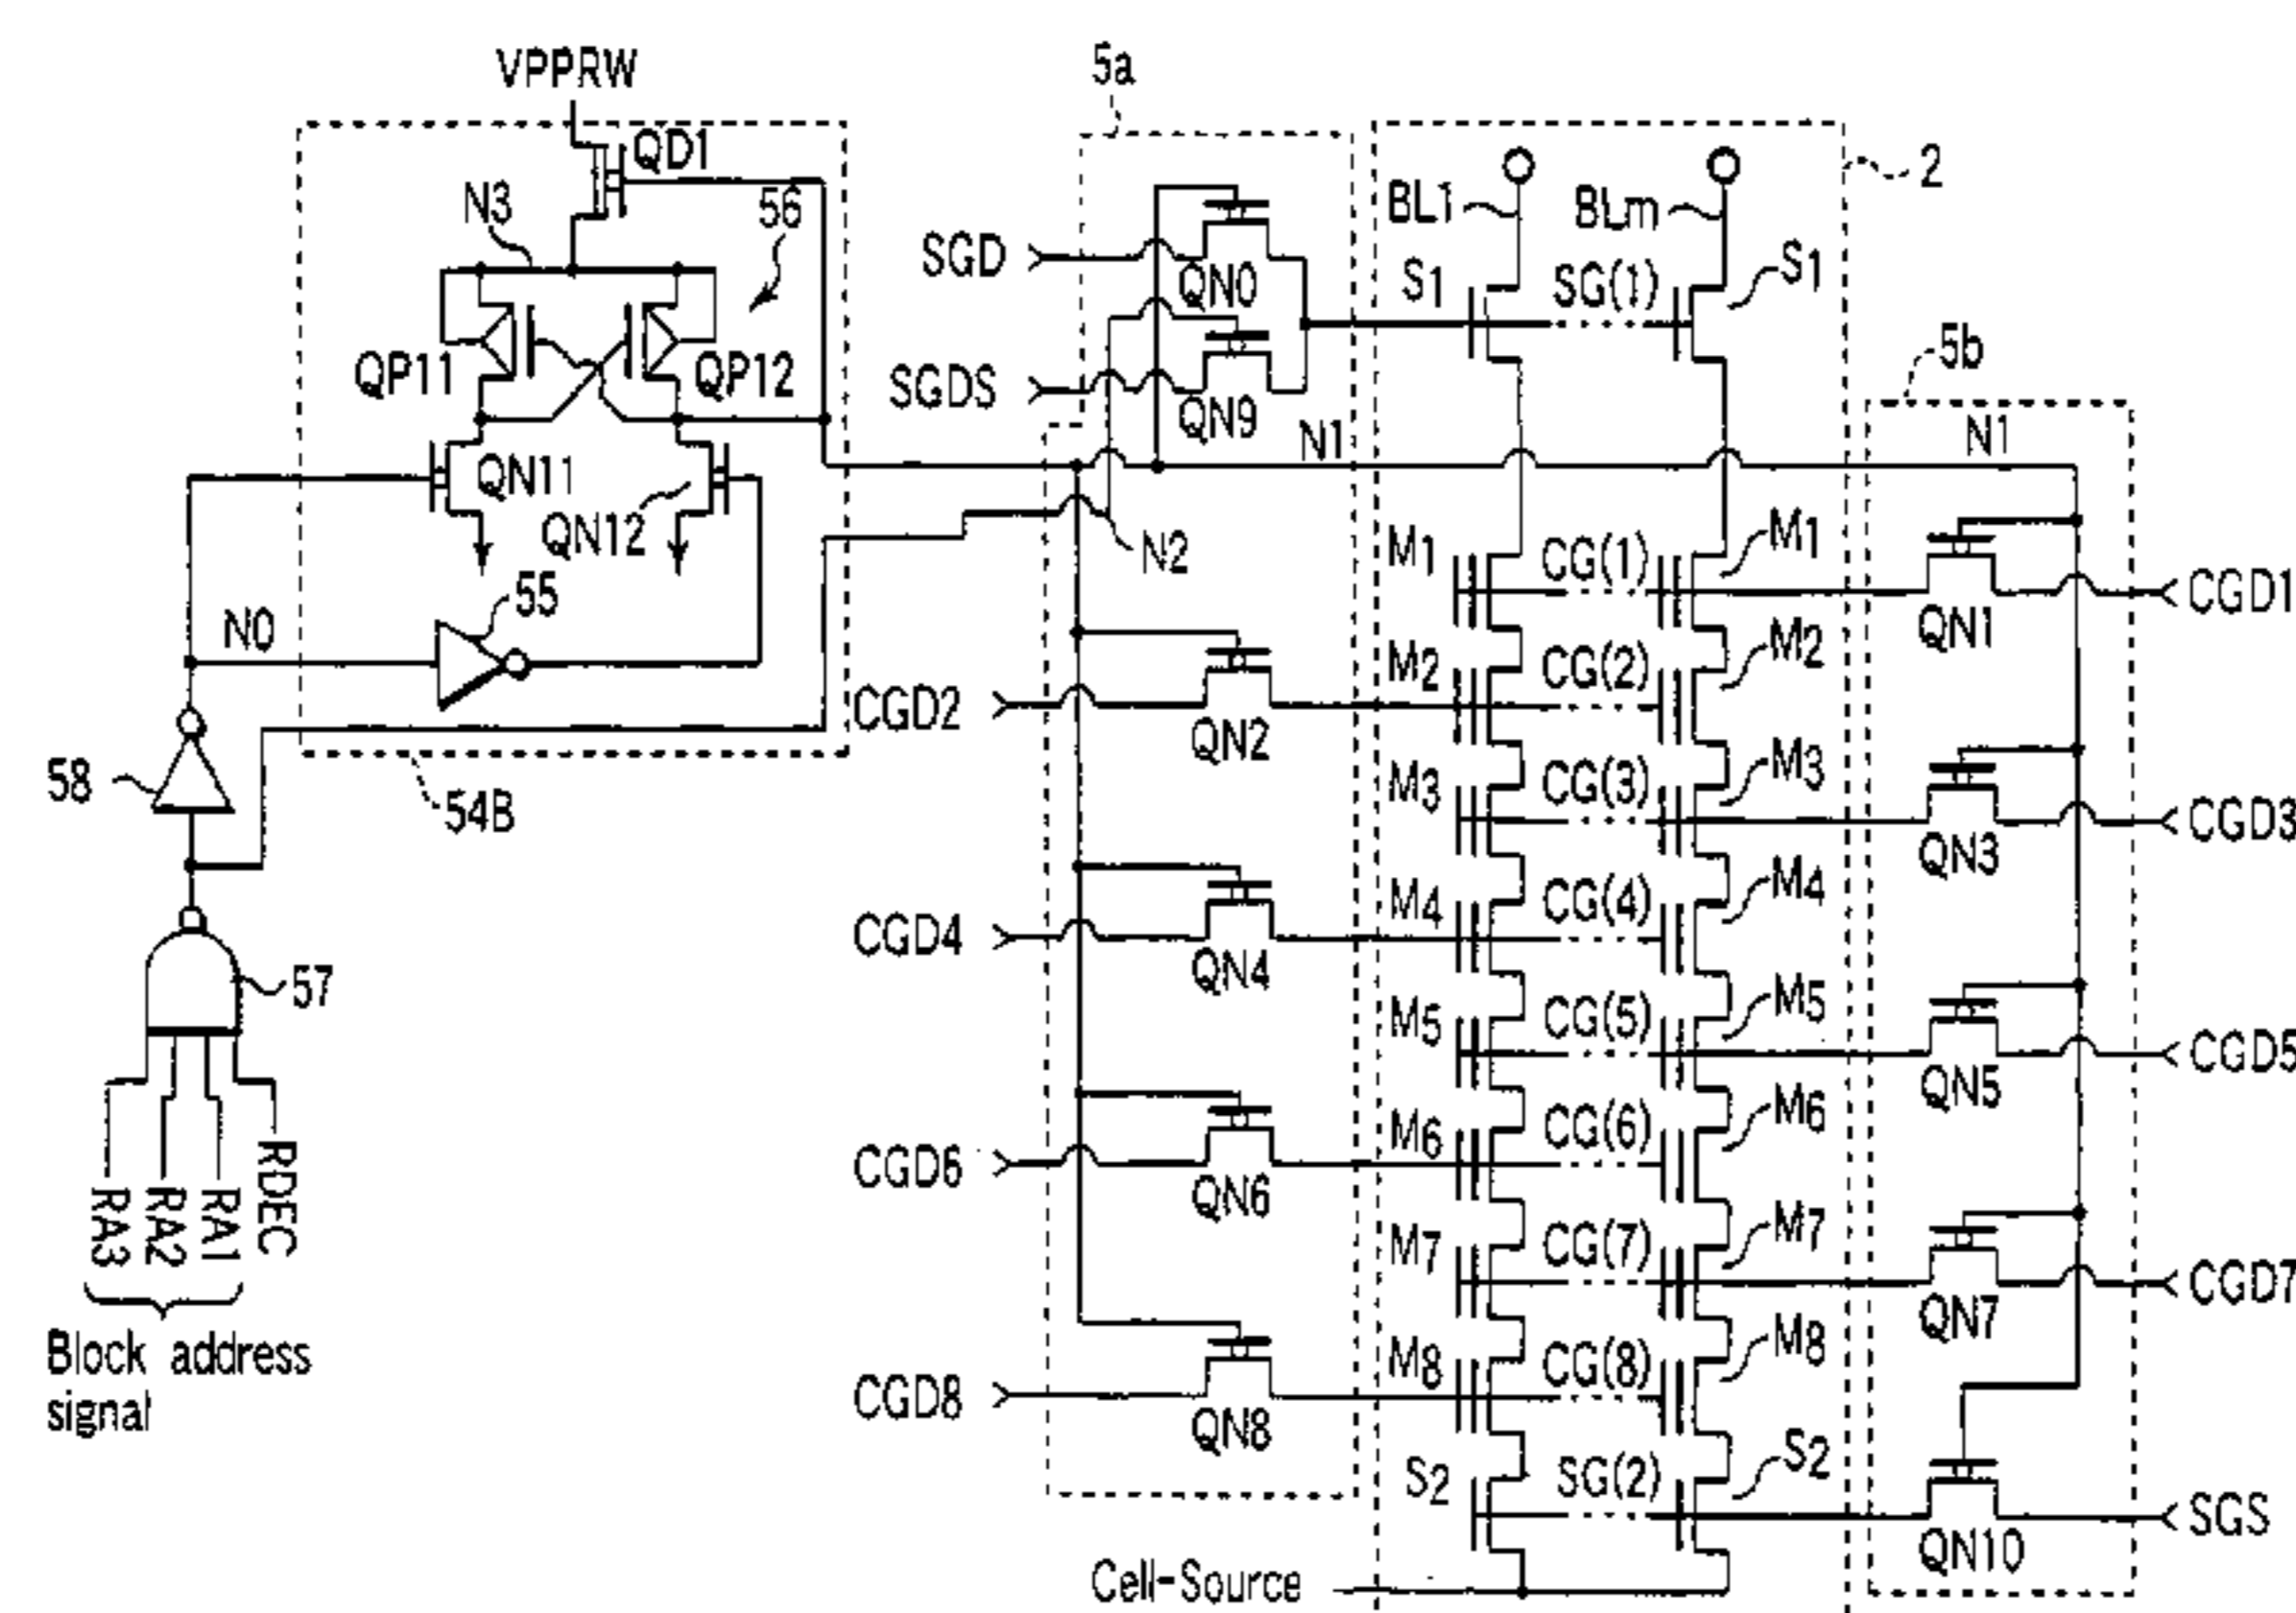 VPPRW
QD1
N3
56
QP11
QP12
QN11
QN12
55
N0
58
54B
57
RA3
RA2
RA1
RDEC
Block address
signal
5a
SGD
QN0
SGDS
QN9
N1
N2
CGD2
QN2
CGD4
QN4
CGD6
QN6
CGD8
QN8
BL1
BLm
2
S1
SG(1)
S1
M1
CG(1)
M1
M2
CG(2)
M2
M3
CG(3)
M3
M4
CG(4)
M4
M5
CG(5)
M5
M6
CG(6)
M6
M7
CG(7)
M7
M8
CG(8)
M8
S2
SG(2)
S2
Cell-Source
5b
N1
QN1
CGD1
QN3
CGD3
QN5
CGD5
QN7
CGD7
QN10
SGS